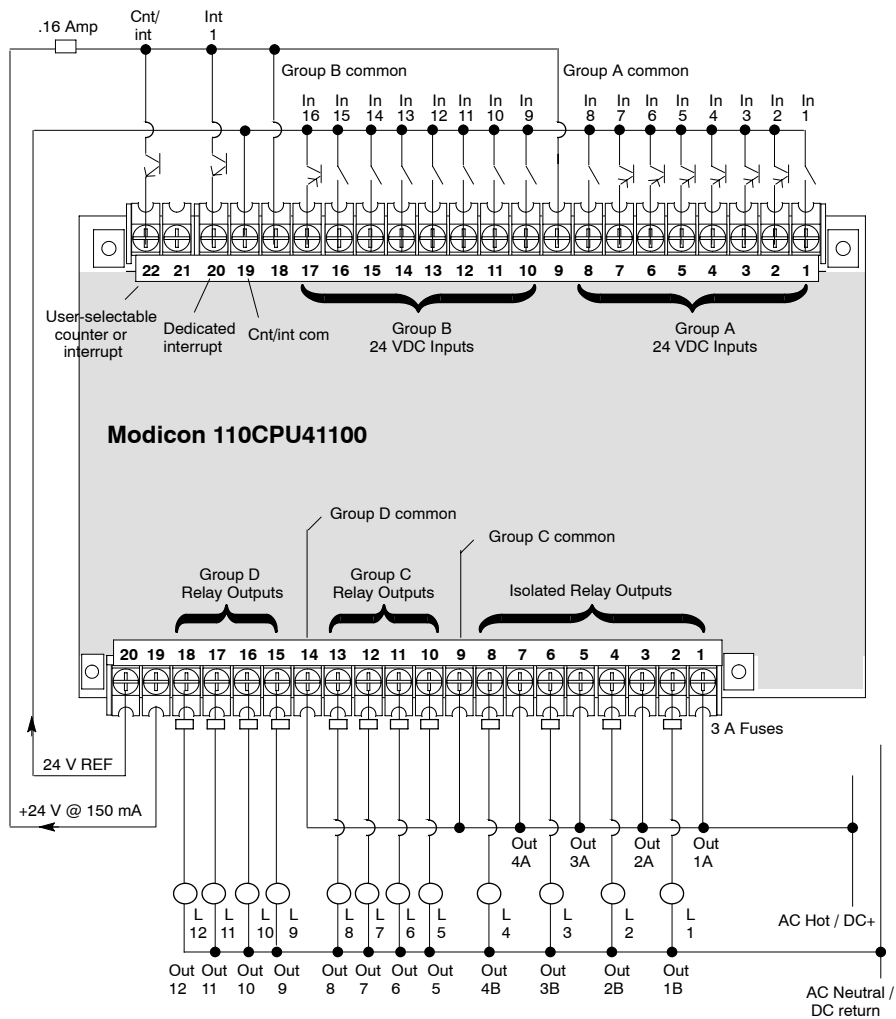 .16 Amp
Cnt/
int
Int
1
Group B common
Group A common
In
16
In
15
In
14
In
13
In
12
In
11
In
10
In
9
In
8
In
7
In
6
In
5
In
4
In
3
In
2
In
1
22 21 20 19 18 17 16 15 14 13 12 11 10 9 8 7 6 5 4 3 2 1
User-selectable
counter or
interrupt
Dedicated
interrupt
Cnt/int com
Group B
24 VDC Inputs
Group A
24 VDC Inputs
Modicon 110CPU41100
Group D common
Group C common
Group D
Relay Outputs
Group C
Relay Outputs
Isolated Relay Outputs
20 19 18 17 16 15 14 13 12 11 10 9 8 7 6 5 4 3 2 1
3 A Fuses
24 V REF
+24 V @ 150 mA
Out
4A
Out
3A
Out
2A
Out
1A
L
12
L
11
L
10
L
9
L
8
L
7
L
6
L
5
L
4
L
3
L
2
L
1
AC Hot / DC+
Out
12
Out
11
Out
10
Out
9
Out
8
Out
7
Out
6
Out
5
Out
4B
Out
3B
Out
2B
Out
1B
AC Neutral /
DC return